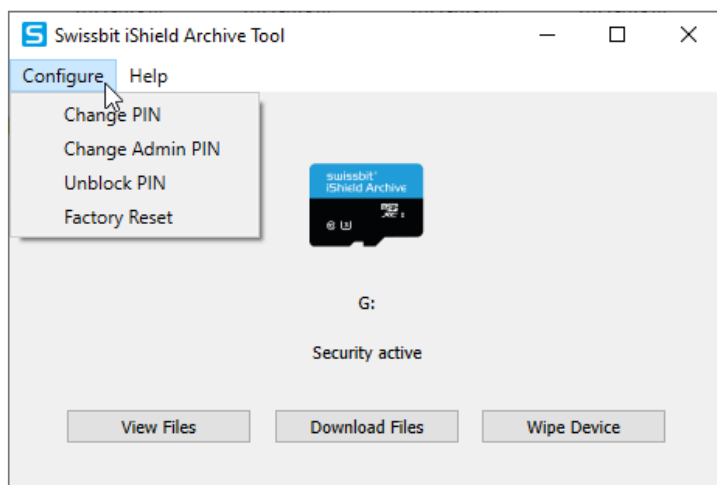 Swissbit iShield Archive Tool
Configure Help
Change PIN
Change Admin PIN
Unblock PIN
Factory Reset
swissbit®
iShield Archive
G:
Security active
View Files Download Files Wipe Device